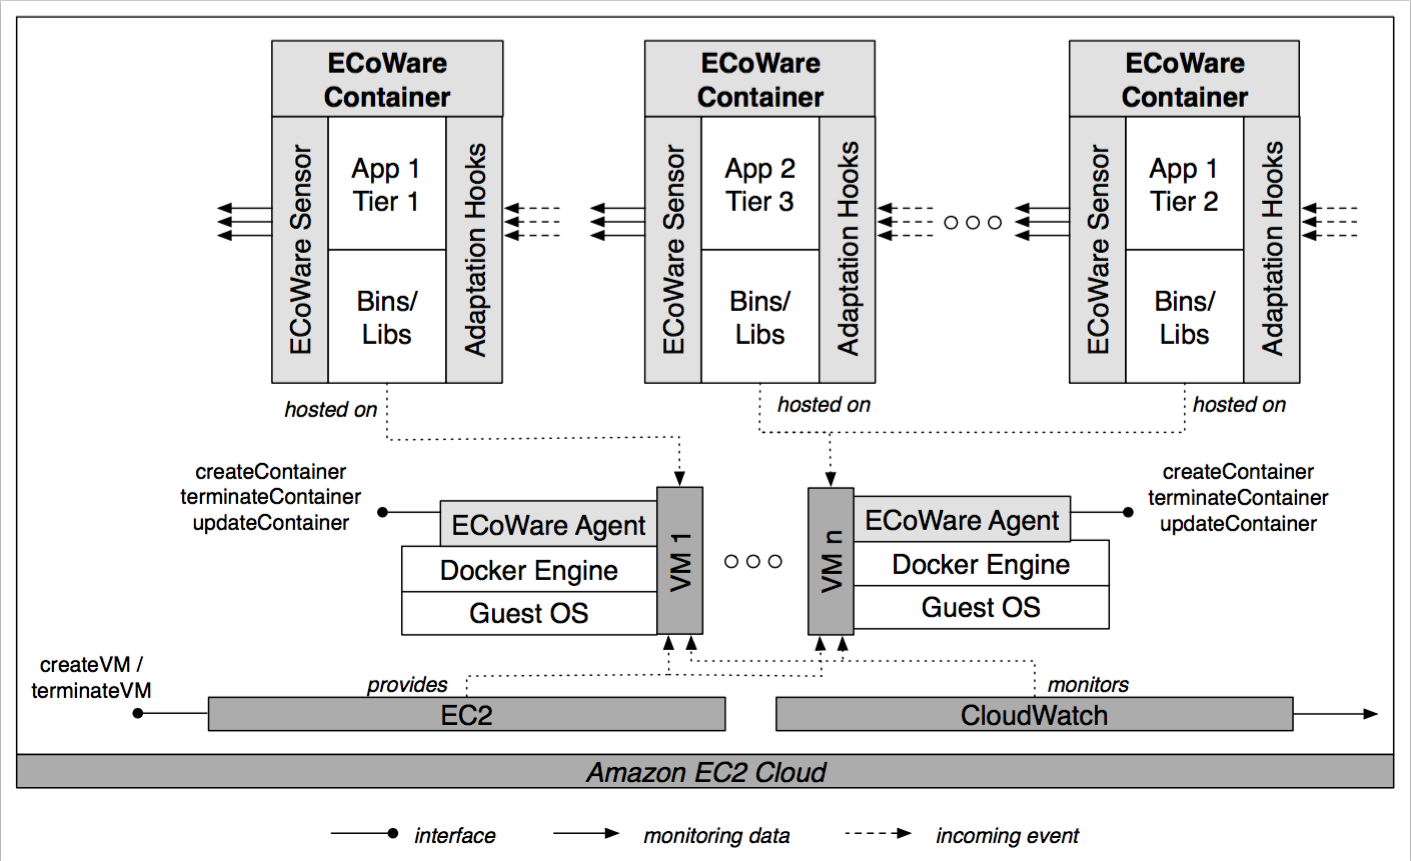 ECoWare
Container
ECoWare Sensor
App 1
Tier 1
Bins/
Libs
Adaptation Hooks
ECoWare
Container
ECoWare Sensor
App 2
Tier 3
Bins/
Libs
Adaptation Hooks
ECoWare
Container
ECoWare Sensor
App 1
Tier 2
Bins/
Libs
Adaptation Hooks
hosted on
hosted on
hosted on
createContainer
terminateContainer
updateContainer
ECoWare Agent
Docker Engine
Guest OS
VM 1
VM n
ECoWare Agent
Docker Engine
Guest OS
createContainer
terminateContainer
updateContainer
createVM /
terminateVM
provides
monitors
EC2
CloudWatch
Amazon EC2 Cloud
interface
monitoring data
incoming event